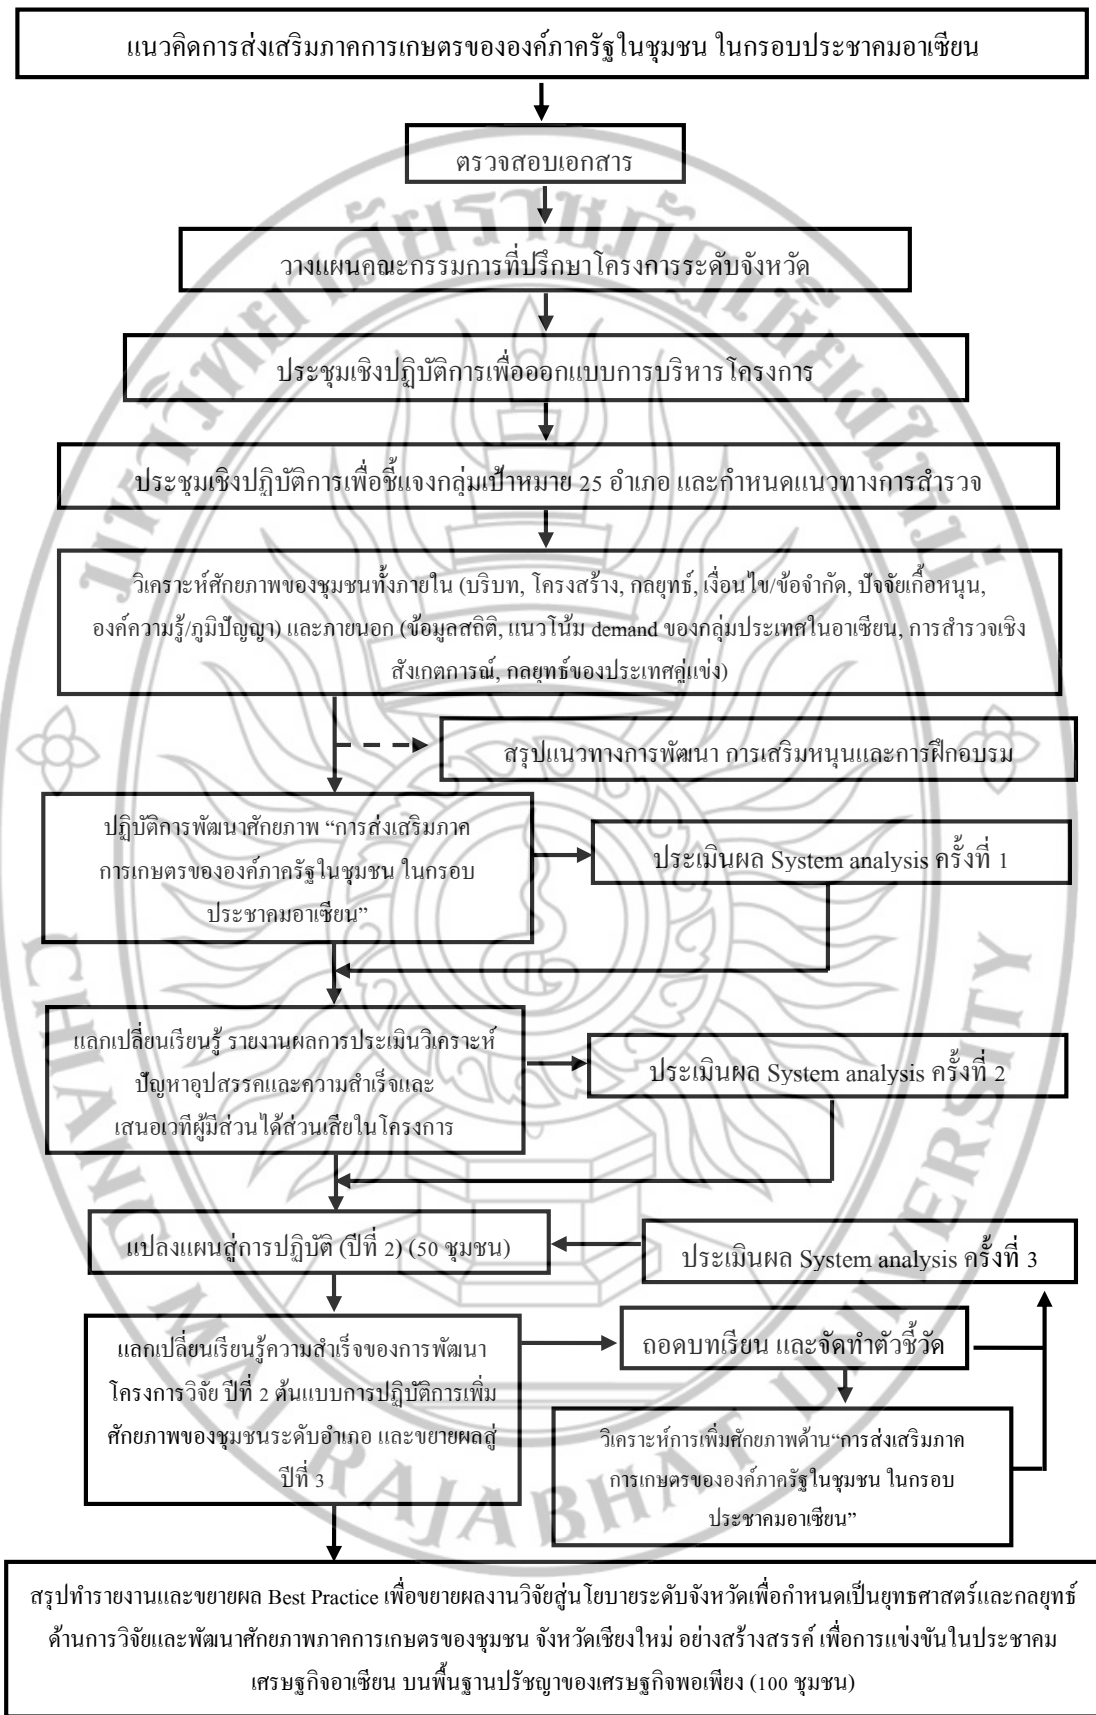 แนวคิดการส่งเสริมภาคการเกษตรขององค์ภาครัฐในชุมชน ในกรอบประชาคมอาเซียน
ตรวจสอบเอกสาร
วางแผนคณะกรรมการที่ปรึกษาโครงการระดับจังหวัด
ประชุมเชิงปฏิบัติการเพื่อออกแบบการบริหารโครงการ
ประชุมเชิงปฏิบัติการเพื่อชี้แจงกลุ่มเป้าหมาย 25 อำเภอ และกำหนดแนวทางการสำรวจ
วิเคราะห์ศักยภาพของชุมชนทั้งภายใน (บริบท, โครงสร้าง, กลยุทธ์, เงื่อนไข/ข้อจำกัด, ปัจจัยเกื้อหนุน,
องค์ความรู้/ภูมิปัญญา) และภายนอก (ข้อมูลสถิติ, แนวโน้ม demand ของกลุ่มประเทศในอาเซียน, การสำรวจเชิง
สังเกตการณ์, กลยุทธ์ของประเทศคู่แข่ง)
สรุปแนวทางการพัฒนา การเสริมหนุนและการฝึกอบรม
ปฏิบัติการพัฒนาศักยภาพ “การส่งเสริมภาค
การเกษตรขององค์ภาครัฐในชุมชน ในกรอบ
ประชาคมอาเซียน”
ประเมินผล System analysis ครั้งที่ 1
แลกเปลี่ยนเรียนรู้ รายงานผลการประเมินวิเคราะห์
ปัญหาอุปสรรคและความสำเร็จและ
เสนอเวทีผู้มีส่วนได้ส่วนเสียในโครงการ
ประเมินผล System analysis ครั้งที่ 2
แปลงแผนสู่การปฏิบัติ (ปีที่ 2) (50 ชุมชน)
ประเมินผล System analysis ครั้งที่ 3
แลกเปลี่ยนเรียนรู้ความสำเร็จของการพัฒนา
โครงการวิจัย ปีที่ 2 ต้นแบบการปฏิบัติการเพิ่ม
ศักยภาพของชุมชนระดับอำเภอ และขยายผลสู่
ปีที่ 3
ถอดบทเรียน และจัดทำตัวชี้วัด
วิเคราะห์การเพิ่มศักยภาพด้าน“การส่งเสริมภาค
การเกษตรขององค์ภาครัฐในชุมชน ในกรอบ
ประชาคมอาเซียน”
สรุปทำรายงานและขยายผล Best Practice เพื่อขยายผลงานวิจัยสู่นโยบายระดับจังหวัดเพื่อกำหนดเป็นยุทธศาสตร์และกลยุทธ์
ด้านการวิจัยและพัฒนาศักยภาพภาคการเกษตรของชุมชน จังหวัดเชียงใหม่ อย่างสร้างสรรค์ เพื่อการแข่งขันในประชาคม
เศรษฐกิจอาเซียน บนพื้นฐานปรัชญาของเศรษฐกิจพอเพียง (100 ชุมชน)
มหาวิทยาลัยราชภัฏเชียงใหม่
CHIANG MAI RAJABHAT UNIVERSITY